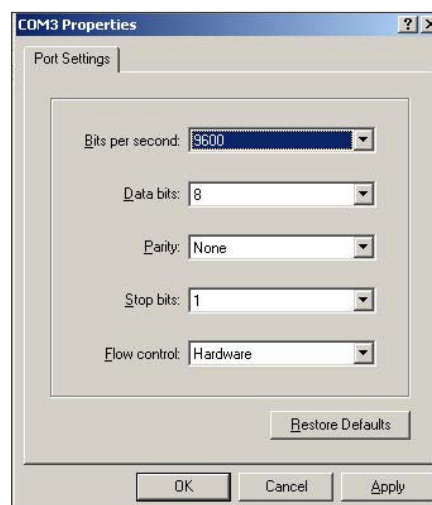 COM3 Properties
Port Settings
Bits per second: 9600
Data bits: 8
Parity: None
Stop bits: 1
Flow control: Hardware
Restore Defaults
OK Cancel Apply